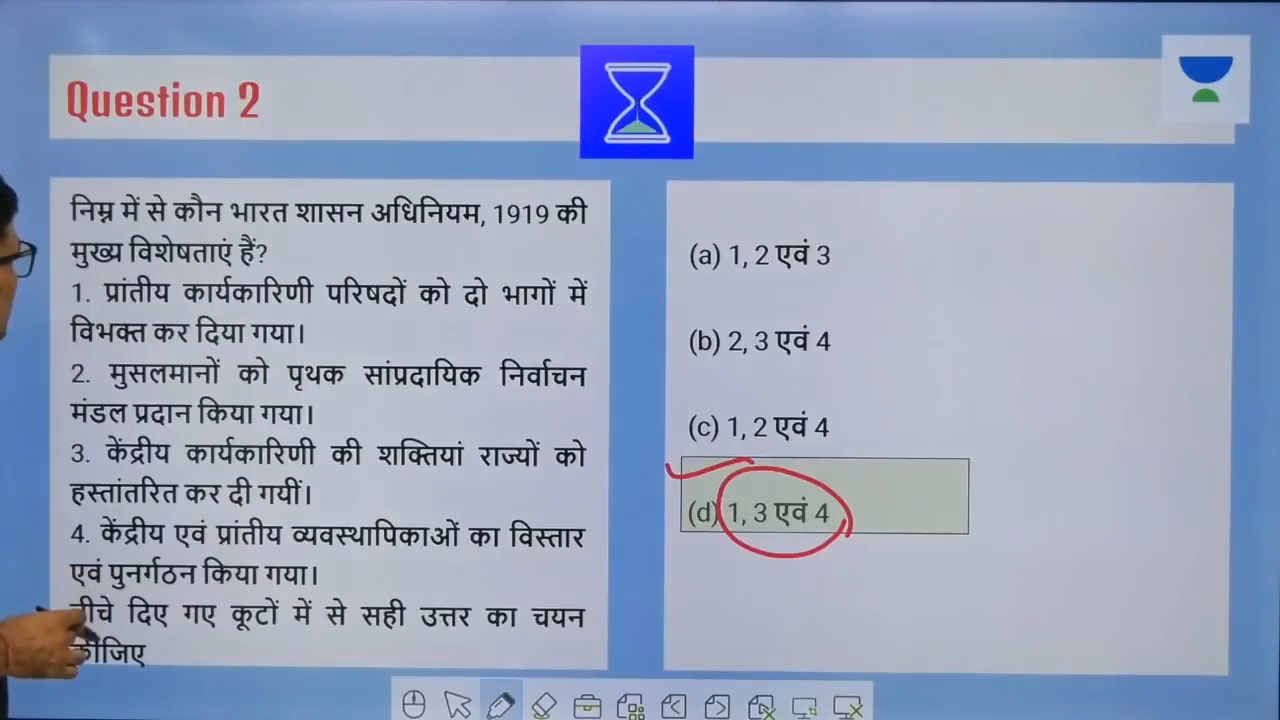 Question 2
निम्न में से कौन भारत शासन अधिनियम, 1919 की
मुख्य विशेषताएं हैं?
1. प्रांतीय कार्यकारिणी परिषदों को दो भागों में
विभक्त कर दिया गया।
2. मुसलमानों को पृथक सांप्रदायिक निर्वाचन
मंडल प्रदान किया गया।
3. केंद्रीय कार्यकारिणी की शक्तियां राज्यों को
हस्तांतरित कर दी गयीं।
4. केंद्रीय एवं प्रांतीय व्यवस्थापिकाओं का विस्तार
एवं पुनर्गठन किया गया।
नीचे दिए गए कूटों में से सही उत्तर का चयन
कीजिए
(a) 1, 2 एवं 3
(b) 2, 3 एवं 4
(c) 1, 2 एवं 4
(d) 1, 3 एवं 4